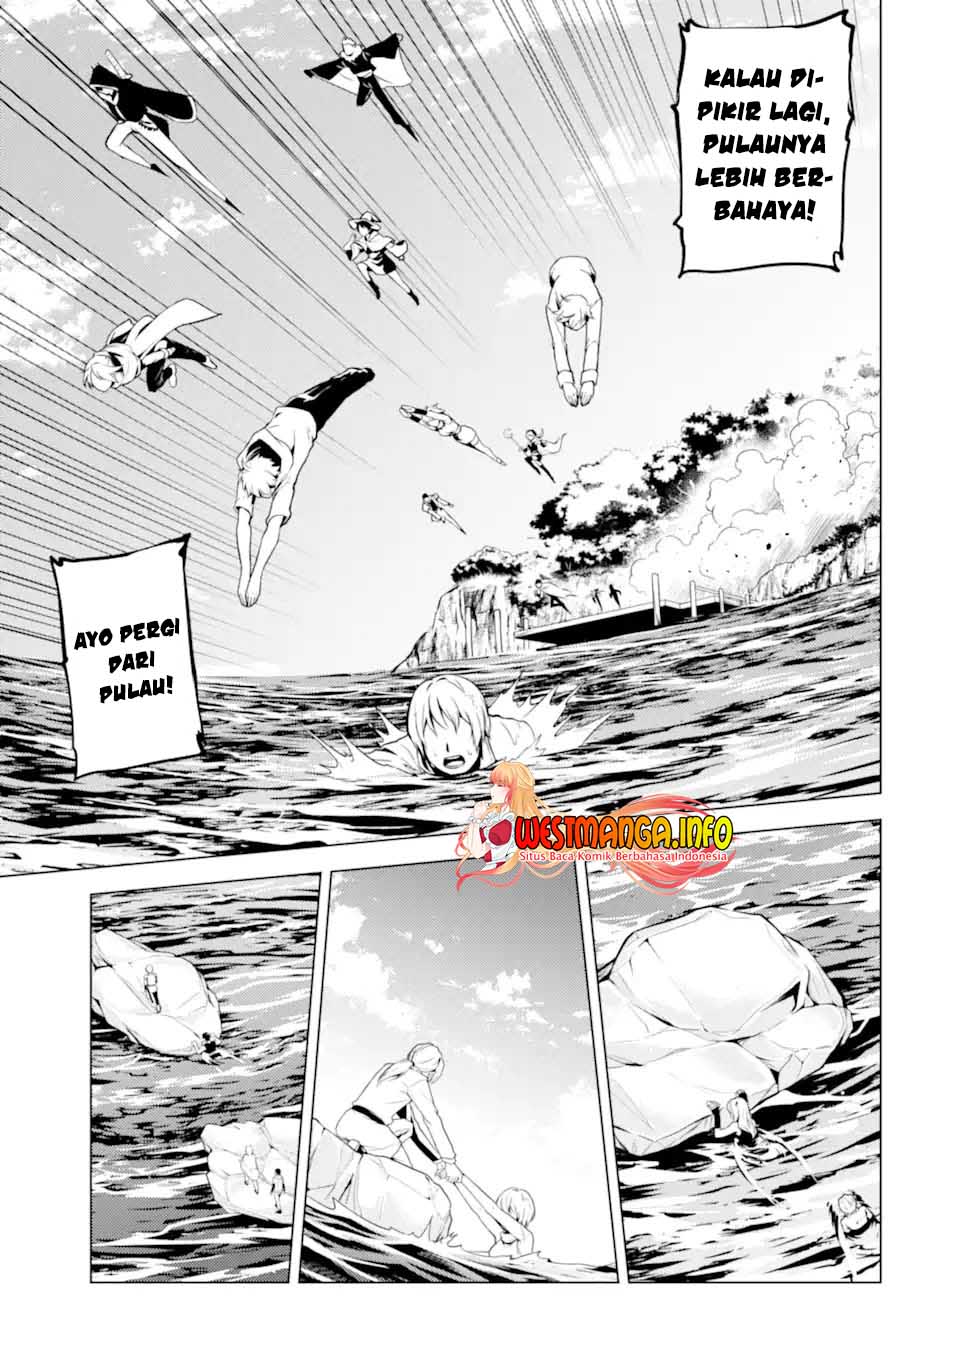 KALAU DI-
PIKIR LAGI,
PULAUNYA
LEBIH BER-
BAHAYA!
AYO PERGI
DARI
PULAU!
WESTMANGA.INFO
Situs Baca Komik Berbahasa Indonesia